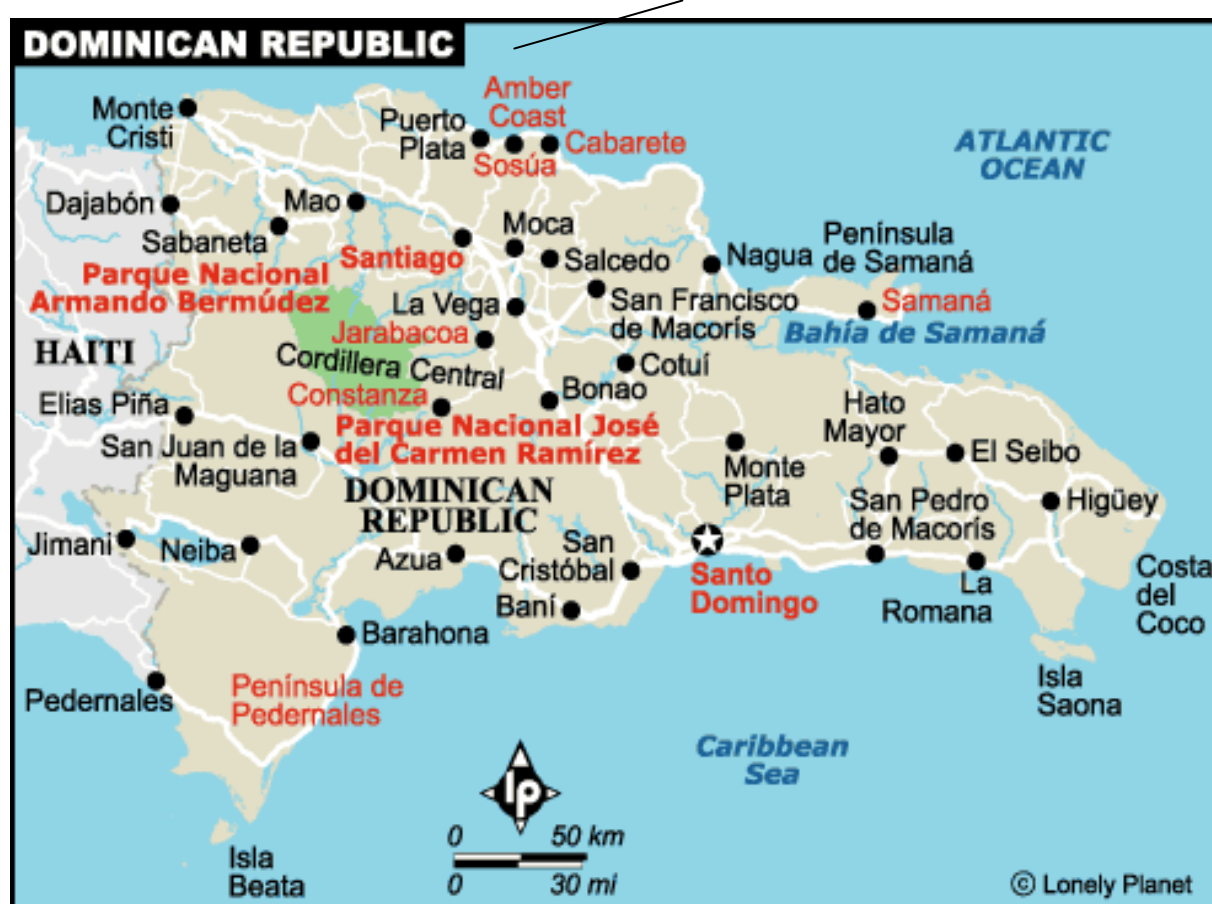 DOMINICAN REPUBLIC
Amber
Coast
Monte
Cristi
Puerto
Plata
Cabarete
Sosúa
ATLANTIC
OCEAN
Dajabón
Mao
Sabaneta
Moca
Santiago
Salcedo
Nagua
Península
de Samaná
Parque Nacional
Armando Bermúdez
La Vega
San Francisco
de Macorís
Samaná
Bahía de Samaná
Jarabacoa
HAITI
Cordillera Central
Cotuí
Constanza
Bonao
Elias Piña
Hato
Mayor
Parque Nacional José
del Carmen Ramírez
San Juan de la
Maguana
El Seibo
Monte
Plata
DOMINICAN
REPUBLIC
San Pedro
de Macorís
Higüey
Jimani
Neiba
Azua
San
Cristóbal
Santo
Domingo
La
Romana
Costa
del
Coco
Baní
Barahona
Pedernales
Península de
Pedernales
Isla
Saona
Caribbean
Sea
lp
0 50 km
0 30 mi
Isla
Beata
© Lonely Planet